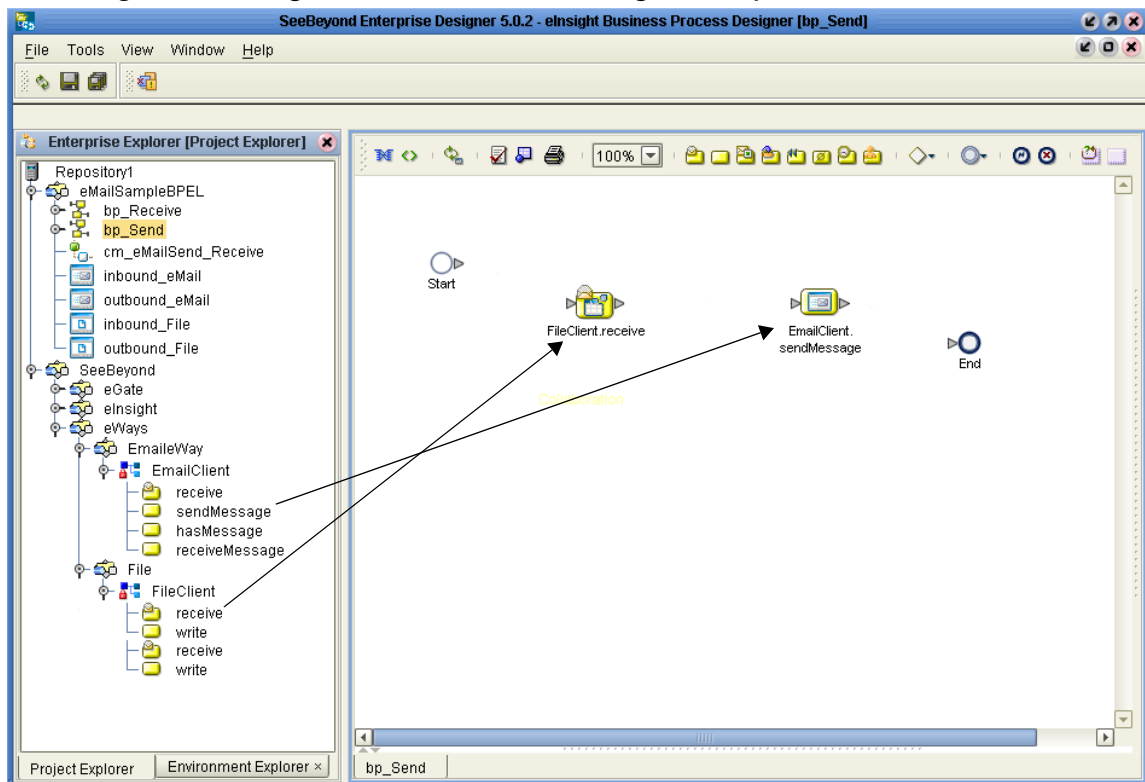 SeeBeyond Enterprise Designer 5.0.2 - eInsight Business Process Designer [bp_Send]
File Tools View Window Help
Enterprise Explorer [Project Explorer]
100%
Repository1
eMailSampleBPEL
bp_Receive
bp_Send
cm_eMailSend_Receive
inbound_eMail
outbound_eMail
inbound_File
outbound_File
SeeBeyond
eGate
eInsight
eWays
EmaileWay
EmailClient
receive
sendMessage
hasMessage
receiveMessage
File
FileClient
receive
write
receive
write
Start
FileClient.receive
EmailClient.
sendMessage
End
Collaboration
Project Explorer Environment Explorer ×
bp_Send